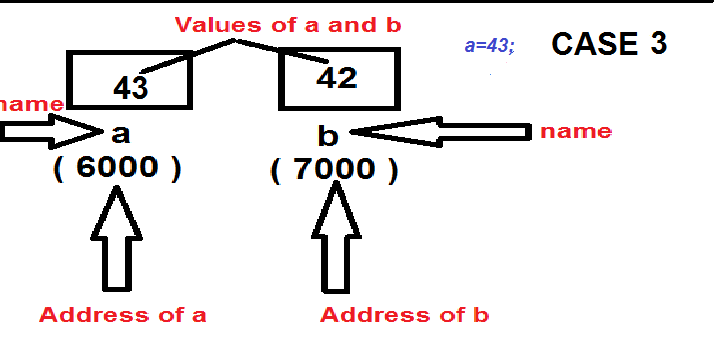 Values of a and b
a=43; CASE 3
43 42
name
a b name
( 6000 ) ( 7000 )
Address of a Address of b